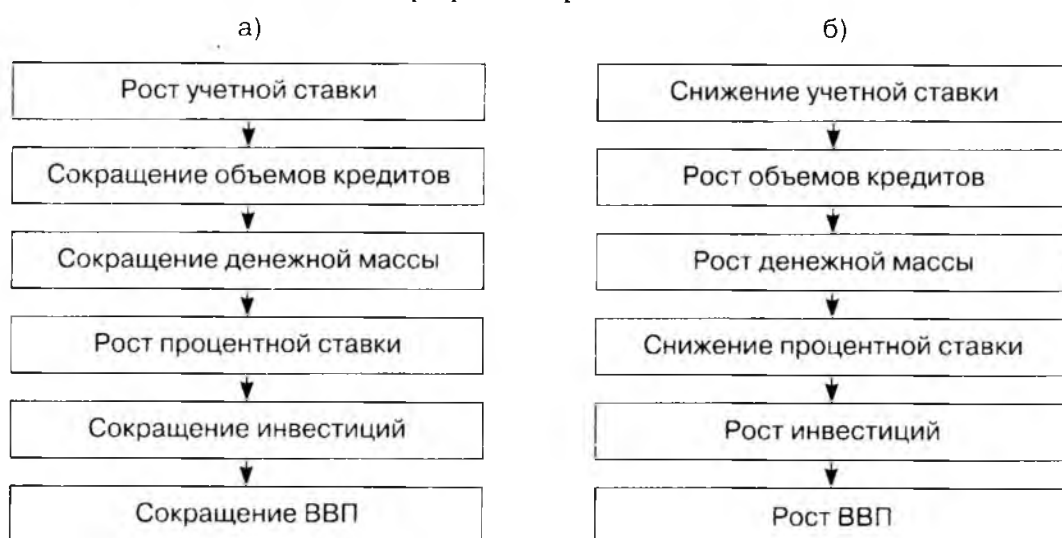 а)
Рост учетной ставки
Сокращение объемов кредитов
Сокращение денежной массы
Рост процентной ставки
Сокращение инвестиций
Сокращение ВВП
б)
Снижение учетной ставки
Рост объемов кредитов
Рост денежной массы
Снижение процентной ставки
Рост инвестиций
Рост ВВП